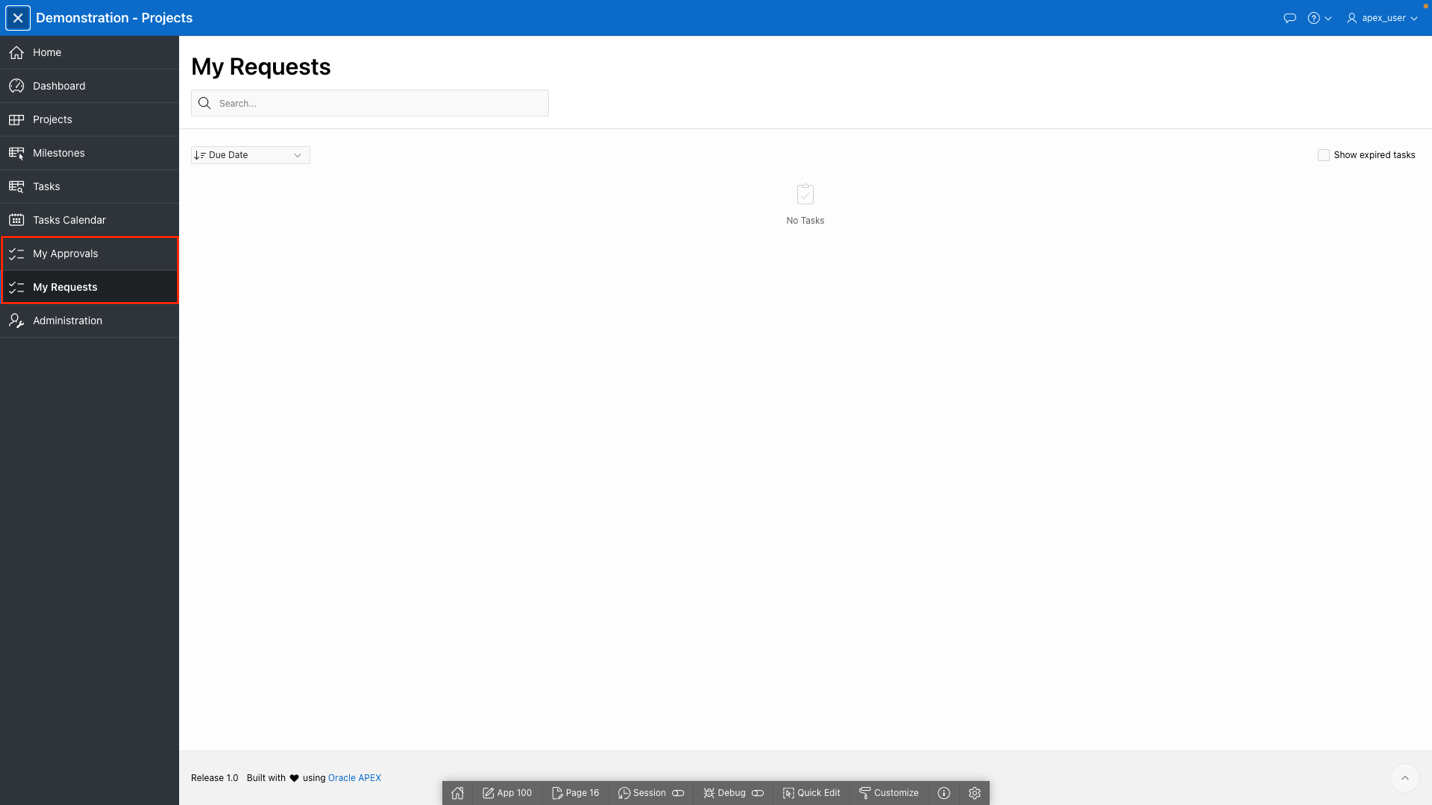 Demonstration - Projects
apex_user
Home
Dashboard
Projects
Milestones
Tasks
Tasks Calendar
My Approvals
My Requests
Administration
My Requests
Search...
Due Date
Show expired tasks
No Tasks
Release 1.0 Built with ♥ using Oracle APEX
App 100 Page 16 Session Debug Quick Edit Customize